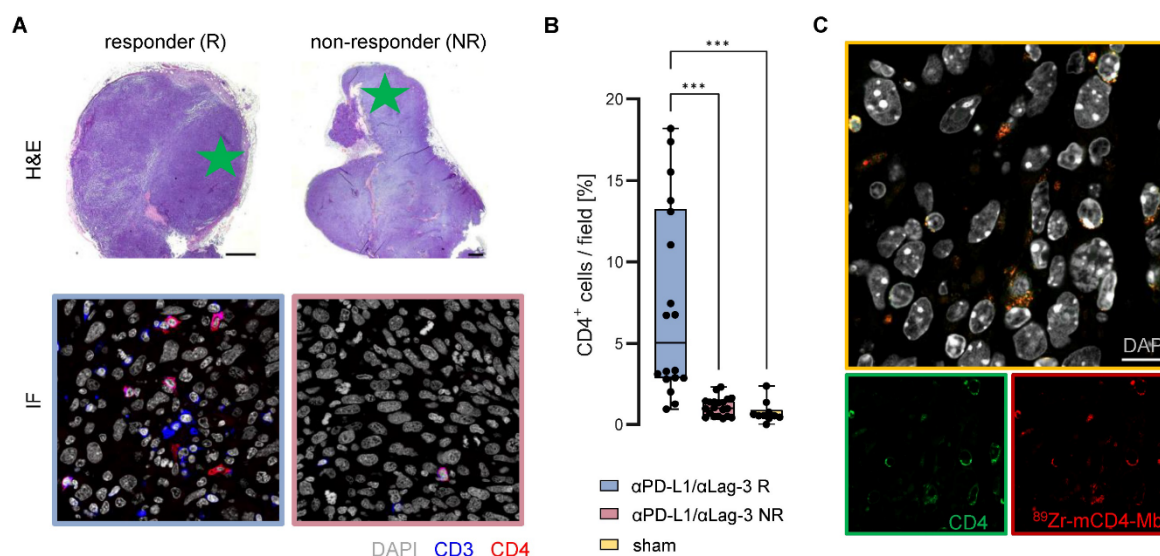 A
responder (R)
non-responder (NR)
H&E
IF
DAPI CD3 CD4
B
***
***
CD4+ cells / field [%]
20
15
10
5
0
αPD-L1/αLag-3 R
αPD-L1/αLag-3 NR
sham
C
DAP
CD4
89Zr-mCD4-Mb